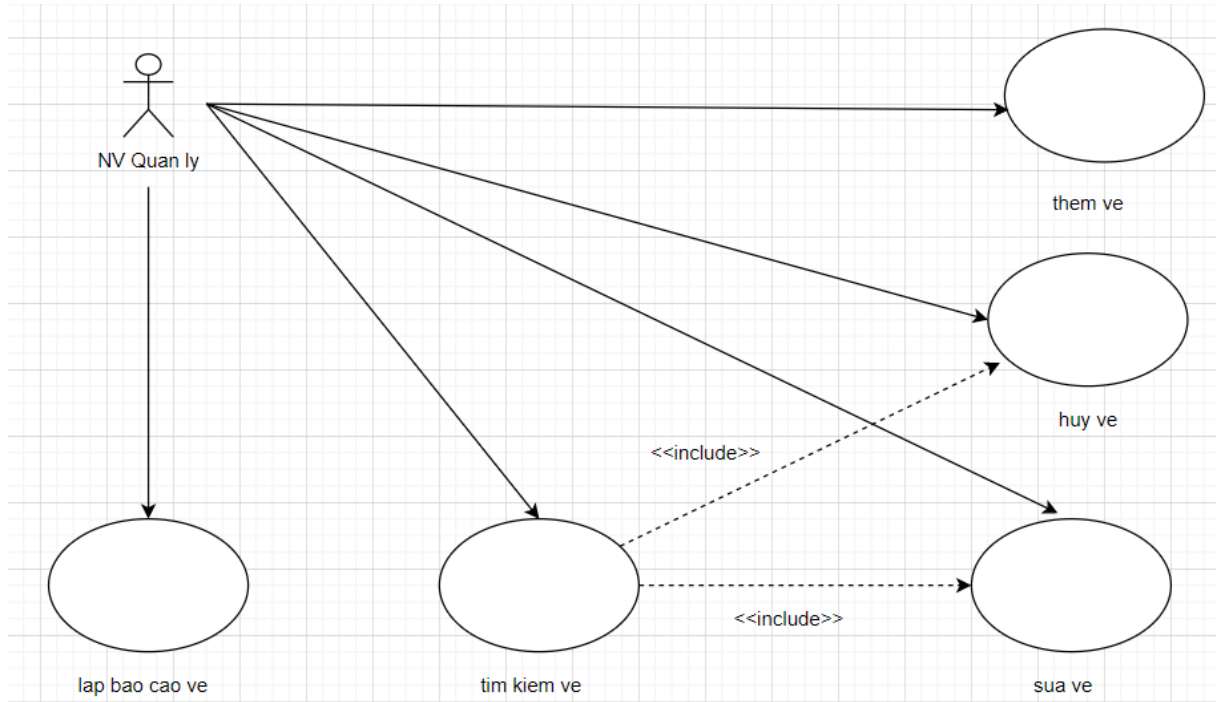 NV Quan ly
them ve
huy ve
<<include>>
<<include>>
lap bao cao ve
tim kiem ve
sua ve